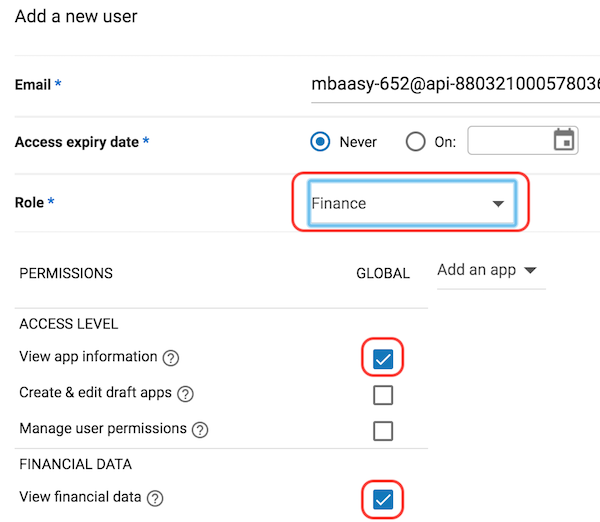 Add a new user
Email * mbaasy-652@api-88032100057803
Access expiry date * Never On:
Role * Finance
PERMISSIONS GLOBAL Add an app
ACCESS LEVEL
View app information ?
Create & edit draft apps ?
Manage user permissions ?
FINANCIAL DATA
View financial data ?